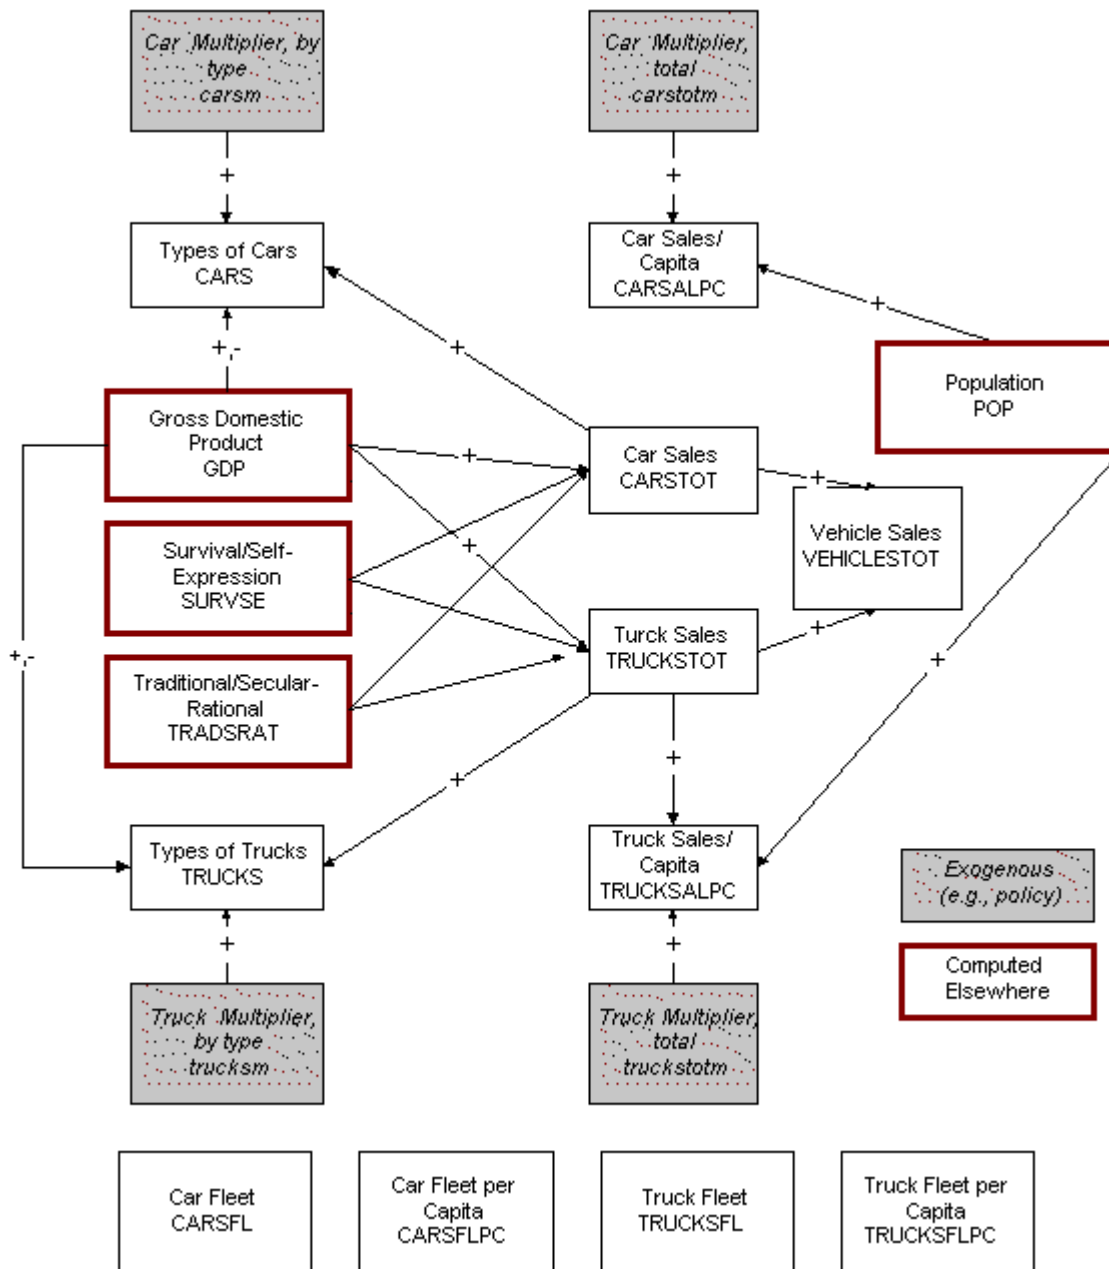 Car Multiplier, by
type
carsm
Car Multiplier,
total
carstotm
+
+
Types of Cars
CARS
Car Sales/
Capita
CARSALPC
+
+,-
+
Population
POP
Gross Domestic
Product
GDP
+
Car Sales
CARSTOT
+
+
Vehicle Sales
VEHICLESTOT
Survival/Self-
Expression
SURVSE
+
Turck Sales
TRUCKSTOT
+,-
+
Traditional/Secular-
Rational
TRADSRAT
+
+
Types of Trucks
TRUCKS
Truck Sales/
Capita
TRUCKSALPC
Exogenous
(e.g., policy)
+
+
Computed
Elsewhere
Truck Multiplier,
by type
trucksm
Truck Multiplier,
total
truckstotm
Car Fleet
CARSFL
Car Fleet per
Capita
CARSFLPC
Truck Fleet
TRUCKSFL
Truck Fleet per
Capita
TRUCKSFLPC